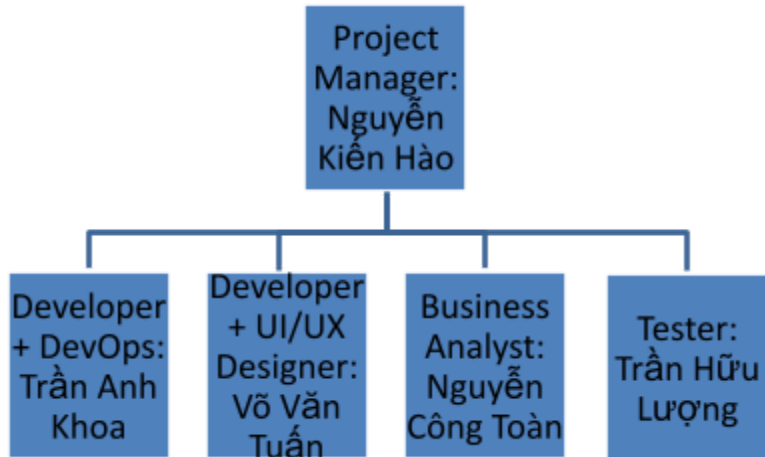 Project
Manager:
Nguyễn
Kiến Hào
Developer
+ DevOps:
Trần Anh
Khoa
Developer
+ UI/UX
Designer:
Võ Văn
Tuấn
Business
Analyst:
Nguyễn
Công Toàn
Tester:
Trần Hữu
Lượng